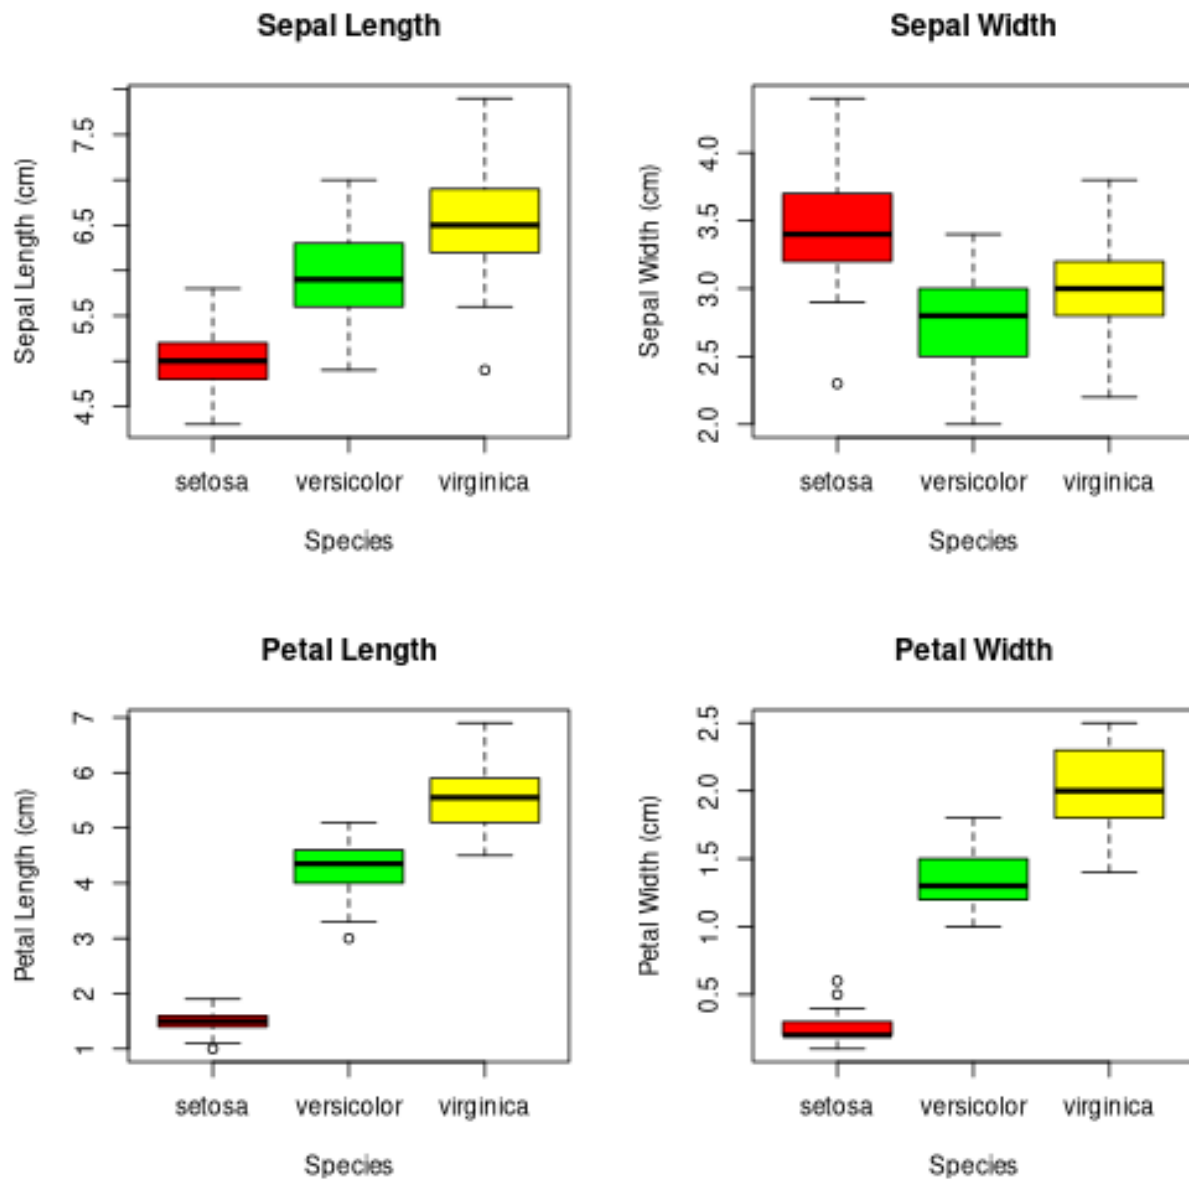 Sepal Length
Sepal Length (cm)
7.5
6.5
5.5
4.5
setosa versicolor virginica
Species
Sepal Width
Sepal Width (cm)
4.0
3.5
3.0
2.5
2.0
setosa versicolor virginica
Species
Petal Length
Petal Length (cm)
7
6
5
4
3
2
1
setosa versicolor virginica
Species
Petal Width
Petal Width (cm)
2.5
2.0
1.5
1.0
0.5
setosa versicolor virginica
Species